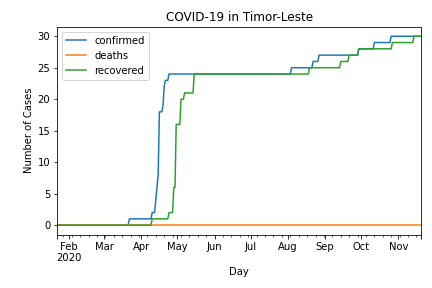 COVID-19 in Timor-Leste
confirmed
deaths
recovered
30
25
20
15
10
5
0
Number of Cases
Feb Mar Apr May Jun Jul Aug Sep Oct Nov
2020
Day